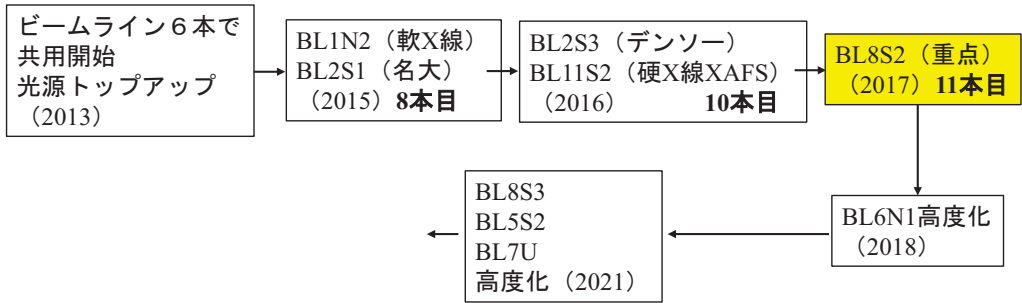 ビームライン６本で
共用開始
光源トップアップ
（2013）
BL1N2（軟X線）
BL2S1（名大）
（2015）8本目
BL2S3（デンソー）
BL11S2（硬X線XAFS）
（2016） 10本目
BL8S2（重点）
（2017）11本目
BL6N1高度化
（2018）
BL8S3
BL5S2
BL7U
高度化（2021）